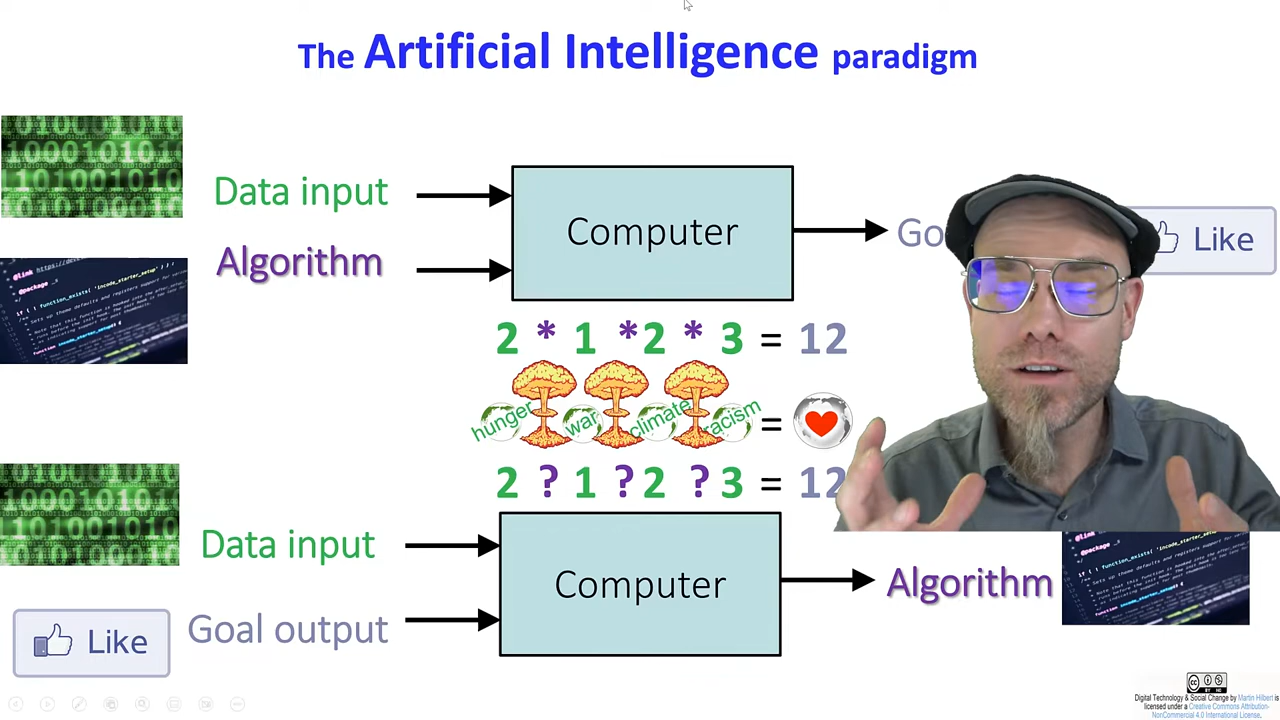 The Artificial Intelligence paradigm
Data input
Algorithm
Computer
Go
Like
2 * 1 * 2 * 3 = 12
hunger war climate racism =
2 ? 1 ? 2 ? 3 = 12
Data input
Goal output
Like
Computer
Algorithm
Digital Technology & Social Change by Martin Hilbert is
licensed under a Creative Commons Attribution-
NonCommercial 4.0 International License.